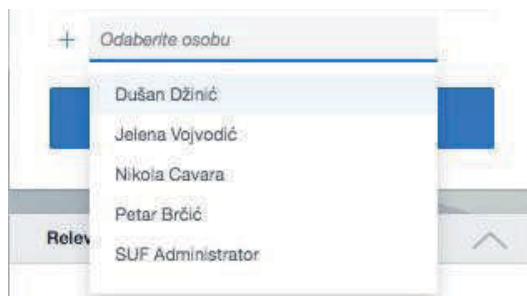 + Odaberite osobu
Dušan Džinić
Jelena Vojvodić
Nikola Cavara
Petar Brčić
Relev
SUF Administrator